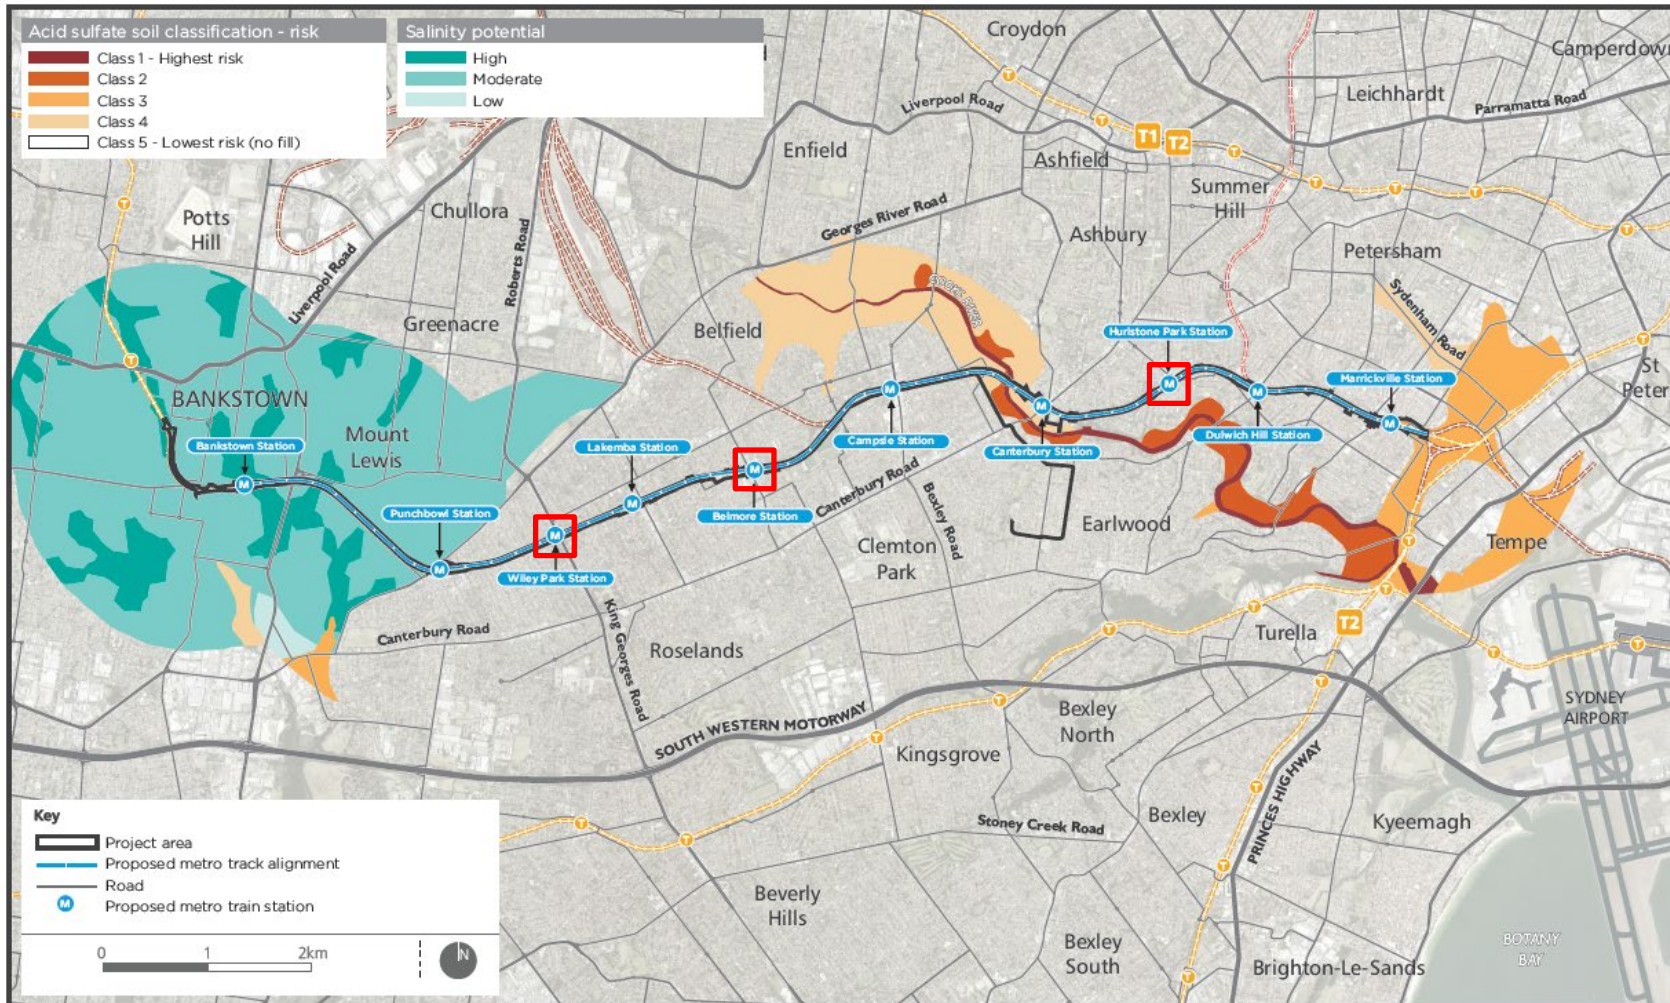 Acid sulfate soil classification - risk
Class 1 - Highest risk
Class 2
Class 3
Class 4
Class 5 - Lowest risk (no fill)
Salinity potential
High
Moderate
Low
Croydon
Camperdown
Leichhardt
Parramatta Road
Liverpool Road
T1
T2
Enfield
Ashfield
Summer
Hill
Potts
Hill
Chullora
Roberts Road
Georges River Road
Ashbury
Petersham
Liverpool Road
Greenacre
Belfield
COOKS RIVER
Sydenham Road
Hurlstone Park Station
St
Peter
Marrickville Station
BANKSTOWN
Mount
Lewis
Bankstown Station
Lakemba Station
Campsie Station
Canterbury Station
Dulwich Hill Station
Punchbowl Station
Belmore Station
Canterbury Road
Bexley Road
Earlwood
Clemton
Park
Tempe
Wiley Park Station
King Georges Road
Canterbury Road
Roselands
T2
Turella
SOUTH WESTERN MOTORWAY
Kingsgrove
Bexley
North
SYDNEY
AIRPORT
PRINCES HIGHWAY
Stoney Creek Road
Bexley
Kyeemagh
Beverly
Hills
Bexley
South
Brighton-Le-Sands
BOTANY
BAY
Key
Project area
Proposed metro track alignment
Road
M
Proposed metro train station
0
1
2km
N